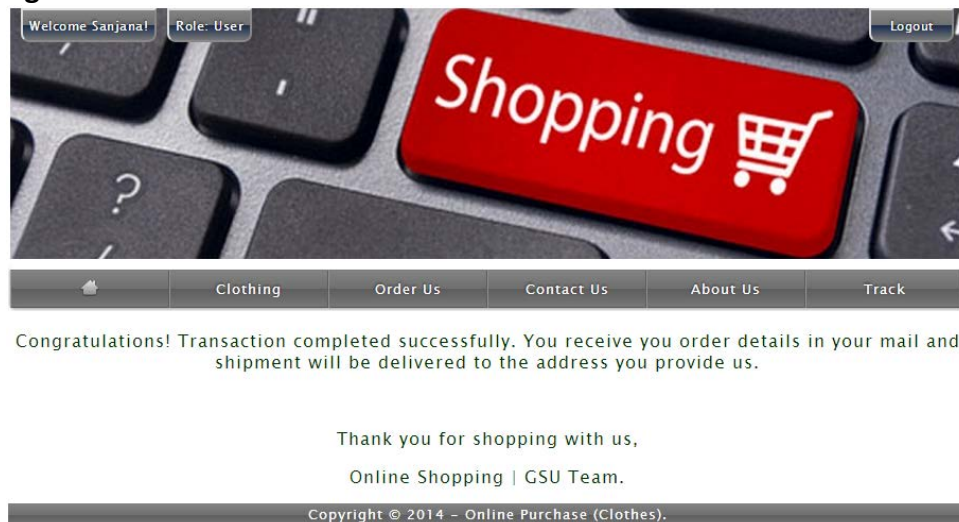 Welcome Sanjana! Role: User Logout
Shopping
?
Clothing Order Us Contact Us About Us Track
Congratulations! Transaction completed successfully. You receive you order details in your mail and
shipment will be delivered to the address you provide us.
Thank you for shopping with us,
Online Shopping | GSU Team.
Copyright © 2014 – Online Purchase (Clothes).